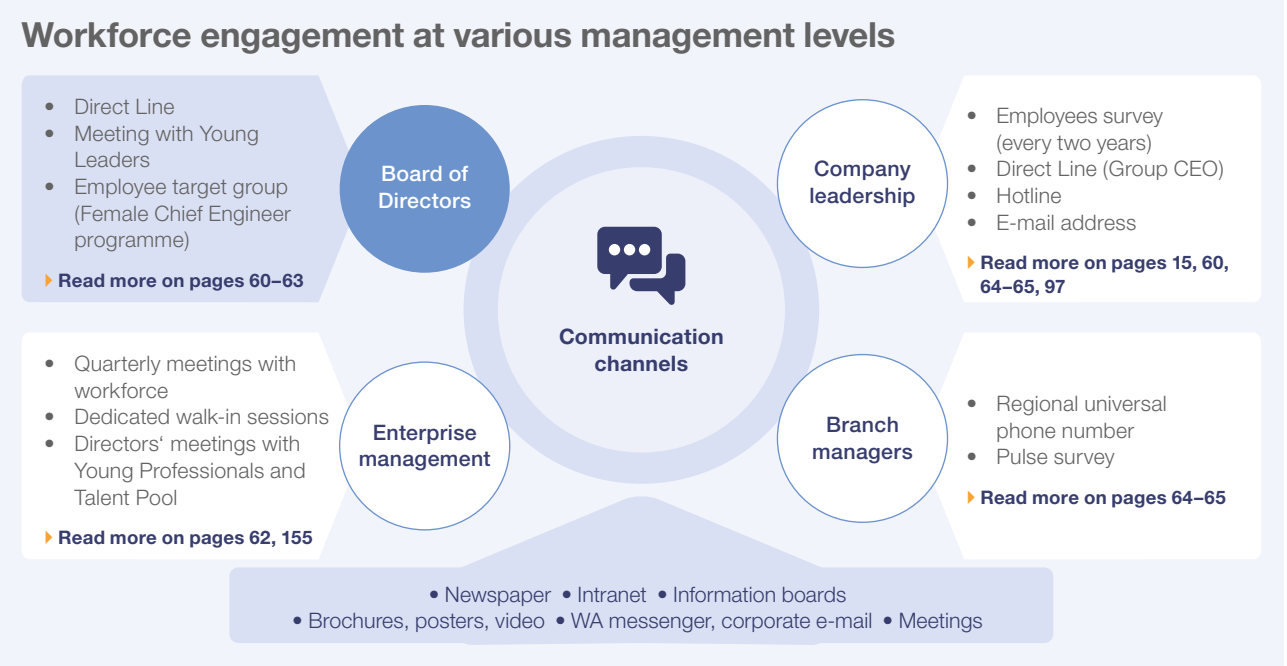 Workforce engagement at various management levels
• Direct Line
• Meeting with Young
Leaders
• Employee target group
(Female Chief Engineer
programme)
Read more on pages 60–63
Board of
Directors
Company
leadership
• Employees survey
(every two years)
• Direct Line (Group CEO)
• Hotline
• E-mail address
Read more on pages 15, 60,
64–65, 97
Communication
channels
• Quarterly meetings with
workforce
• Dedicated walk-in sessions
• Directors‘ meetings with
Young Professionals and
Talent Pool
Read more on pages 62, 155
Enterprise
management
Branch
managers
• Regional universal
phone number
• Pulse survey
Read more on pages 64–65
• Newspaper • Intranet • Information boards
• Brochures, posters, video • WA messenger, corporate e-mail • Meetings